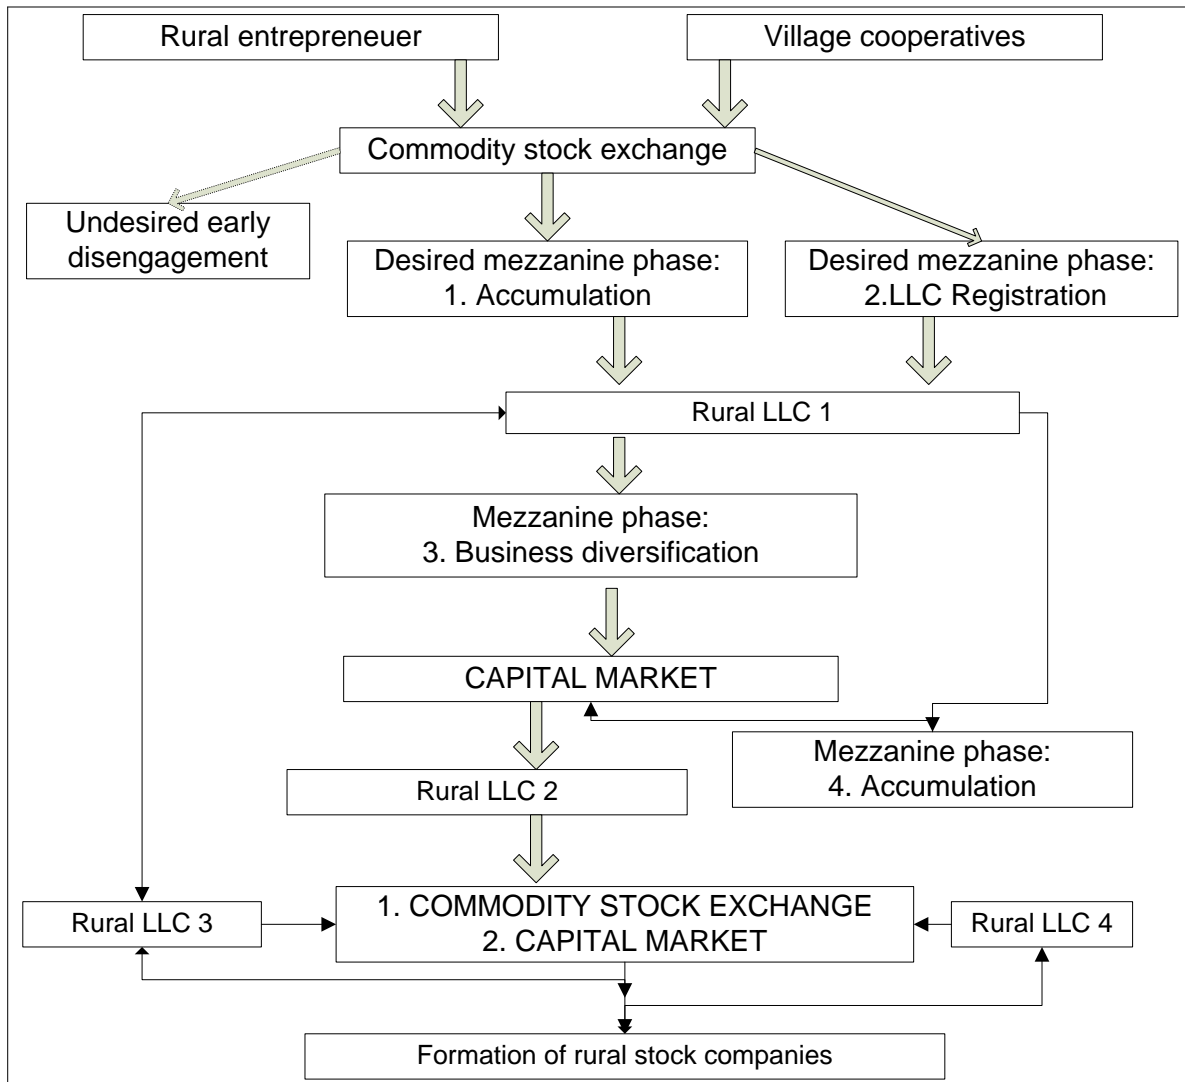 Rural entrepreneuer
Village cooperatives
Commodity stock exchange
Undesired early
disengagement
Desired mezzanine phase:
1. Accumulation
Desired mezzanine phase:
2.LLC Registration
Rural LLC 1
Mezzanine phase:
3. Business diversification
CAPITAL MARKET
Mezzanine phase:
4. Accumulation
Rural LLC 2
Rural LLC 3
1. COMMODITY STOCK EXCHANGE
2. CAPITAL MARKET
Rural LLC 4
Formation of rural stock companies